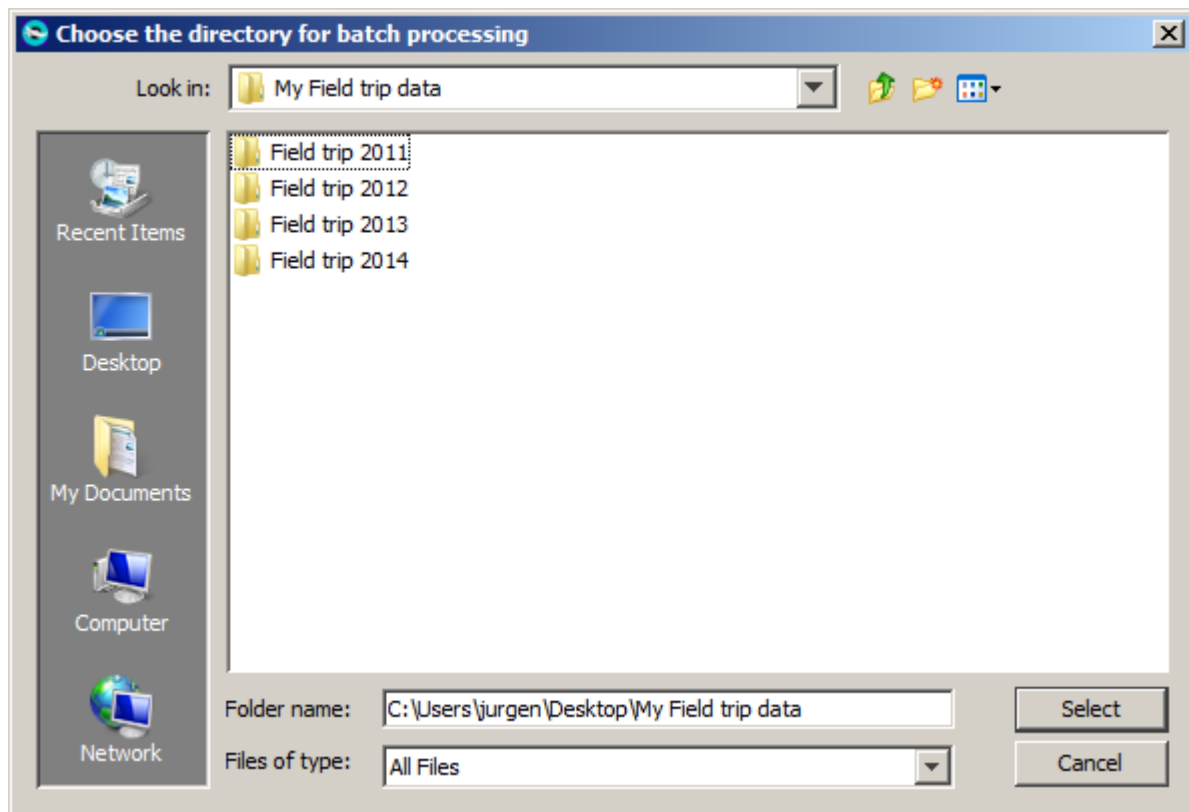 Choose the directory for batch processing
Look in: My Field trip data
Field trip 2011
Field trip 2012
Field trip 2013
Field trip 2014
Recent Items
Desktop
My Documents
Computer
Network
Folder name: C:\Users\jurgen\Desktop\My Field trip data
Select
Files of type: All Files
Cancel